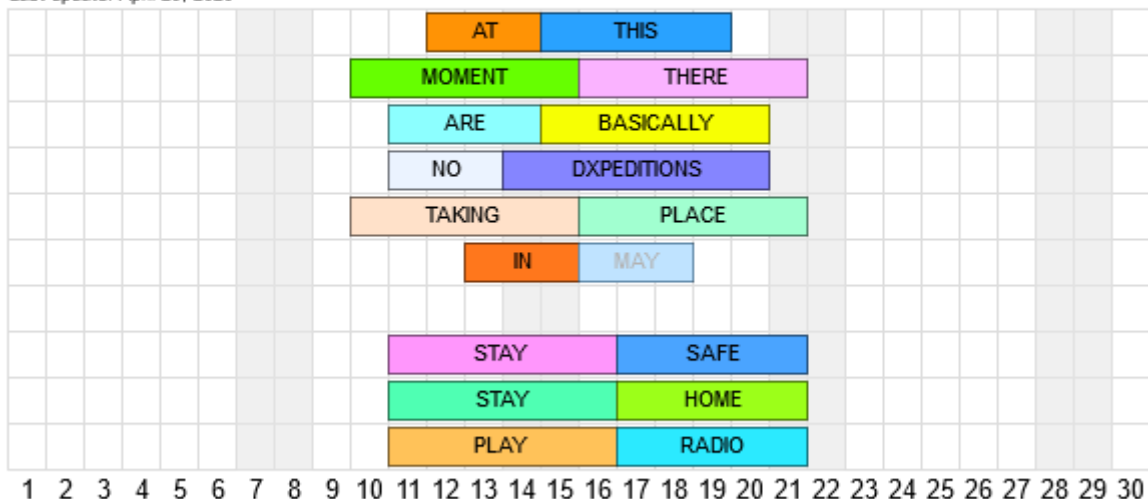 AT THIS
MOMENT THERE
ARE BASICALLY
NO DXPEDITIONS
TAKING PLACE
IN MAY
STAY SAFE
STAY HOME
PLAY RADIO
1 2 3 4 5 6 7 8 9 10 11 12 13 14 15 16 17 18 19 20 21 22 23 24 25 26 27 28 29 30